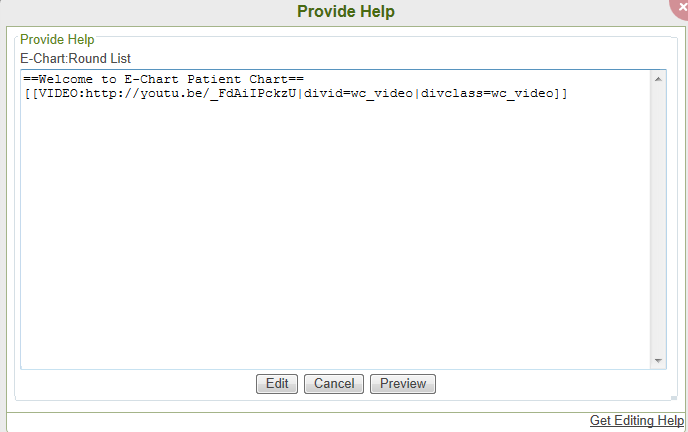 Provide Help
Provide Help
E-Chart:Round List
==Welcome to E-Chart Patient Chart==
[[VIDEO:http://youtu.be/_FdAiIPckzU|divid=wc_video|divclass=wc_video]]
Edit Cancel Preview
Get Editing Help